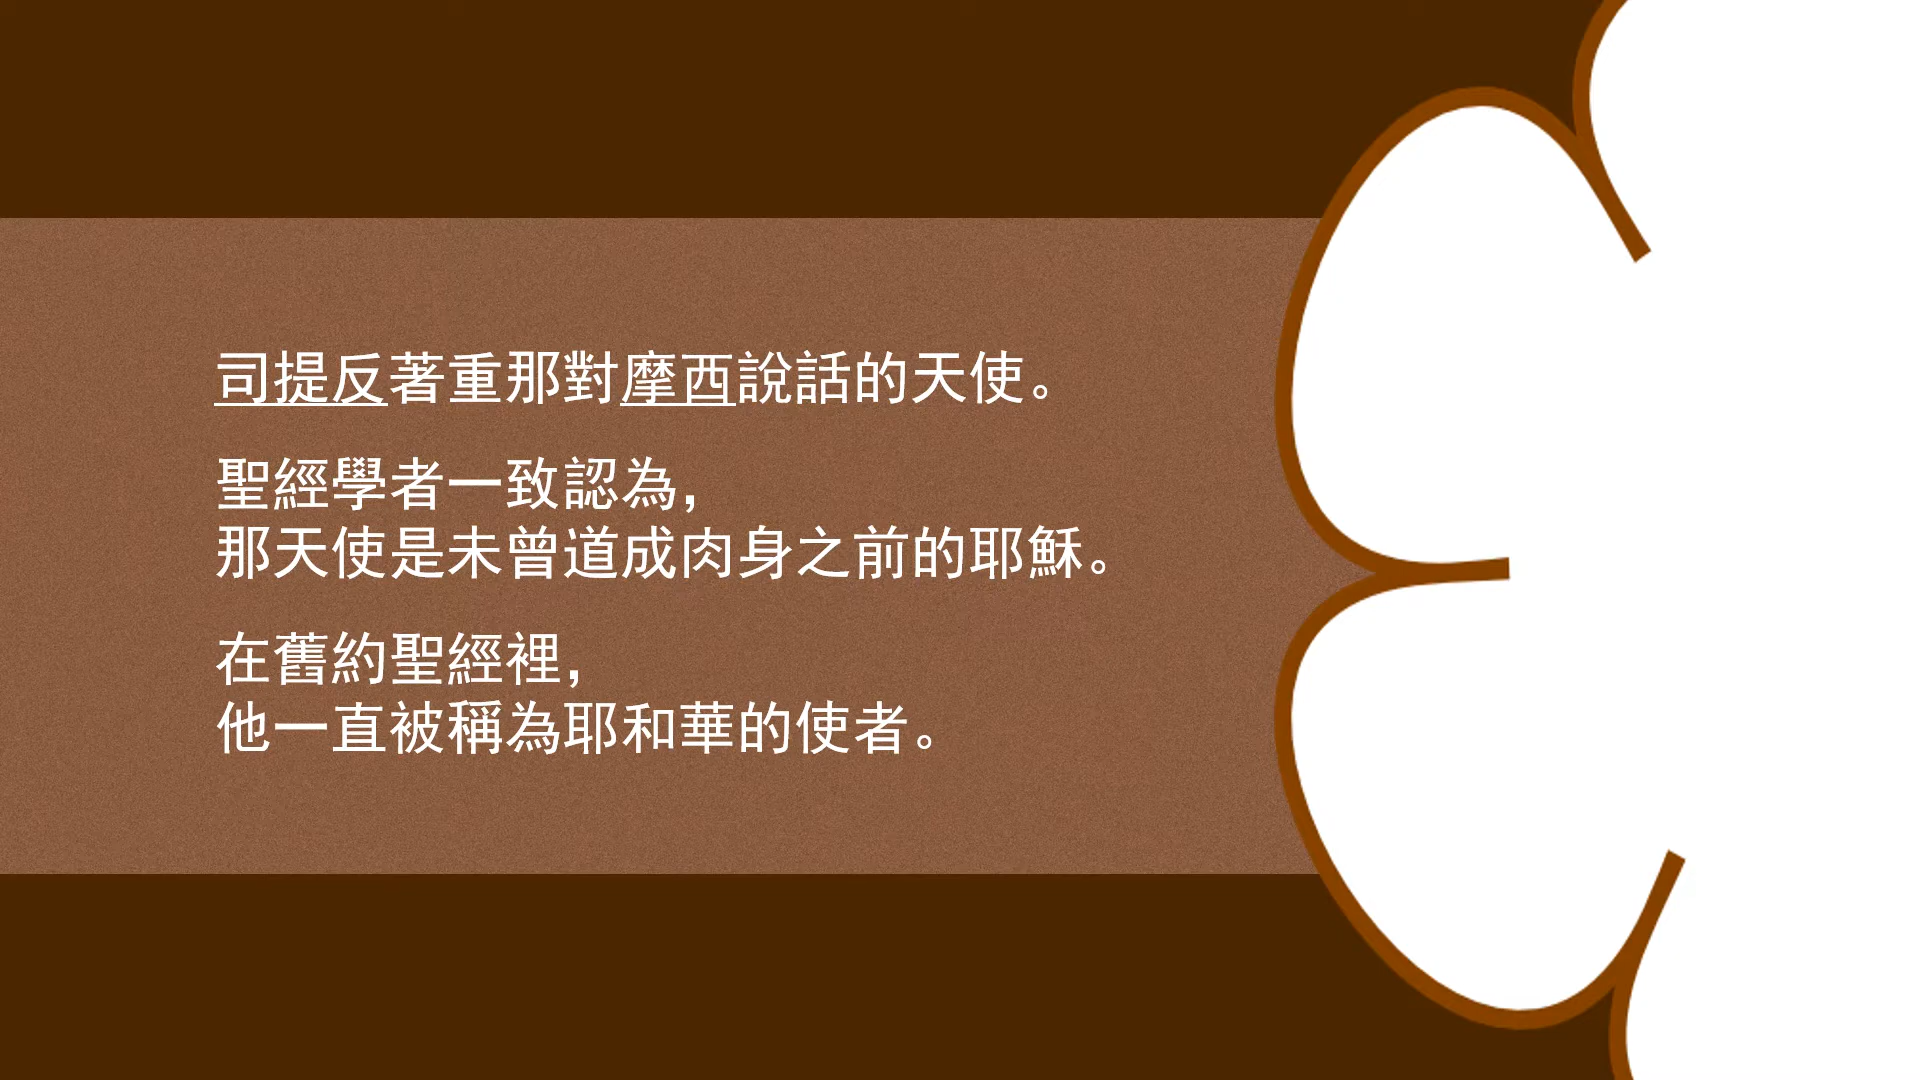 司提反著重那對摩西說話的天使。
聖經學者一致認為，
那天使是未曾道成肉身之前的耶穌。
在舊約聖經裡，
他一直被稱為耶和華的使者。